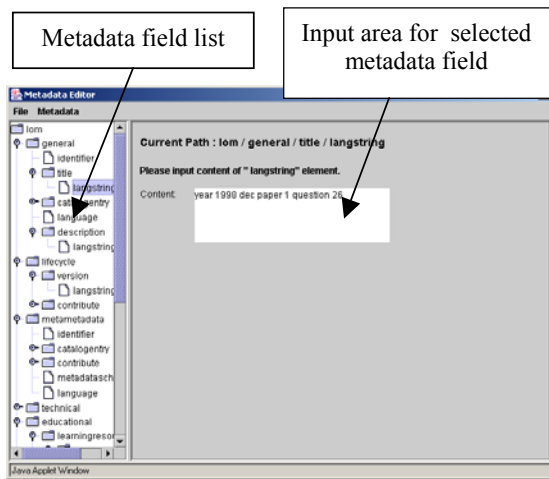 Metadata field list
Input area for selected
metadata field
Metadata Editor
File Metadata
lom
general
identifier
title
langstring
catalogentry
language
description
langstring
lifecycle
version
langstring
contribute
metametadata
identifier
catalogentry
contribute
metadatasch
language
technical
educational
learningresou
Current Path : lom / general / title / langstring
Please input content of " langstring" element.
Content: year 1998 dec paper 1 question 26
Java Applet Window